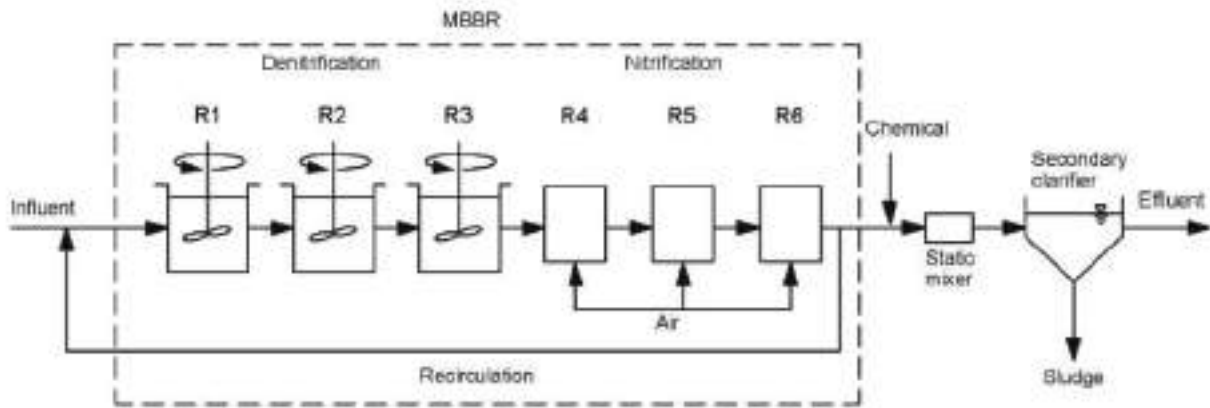 MBBR
Denitrification
Nitrification
R1
R2
R3
R4
R5
R6
Chemical
Secondary
clarifier
Influent
Effluent
Static
mixer
Air
Recirculation
Sludge